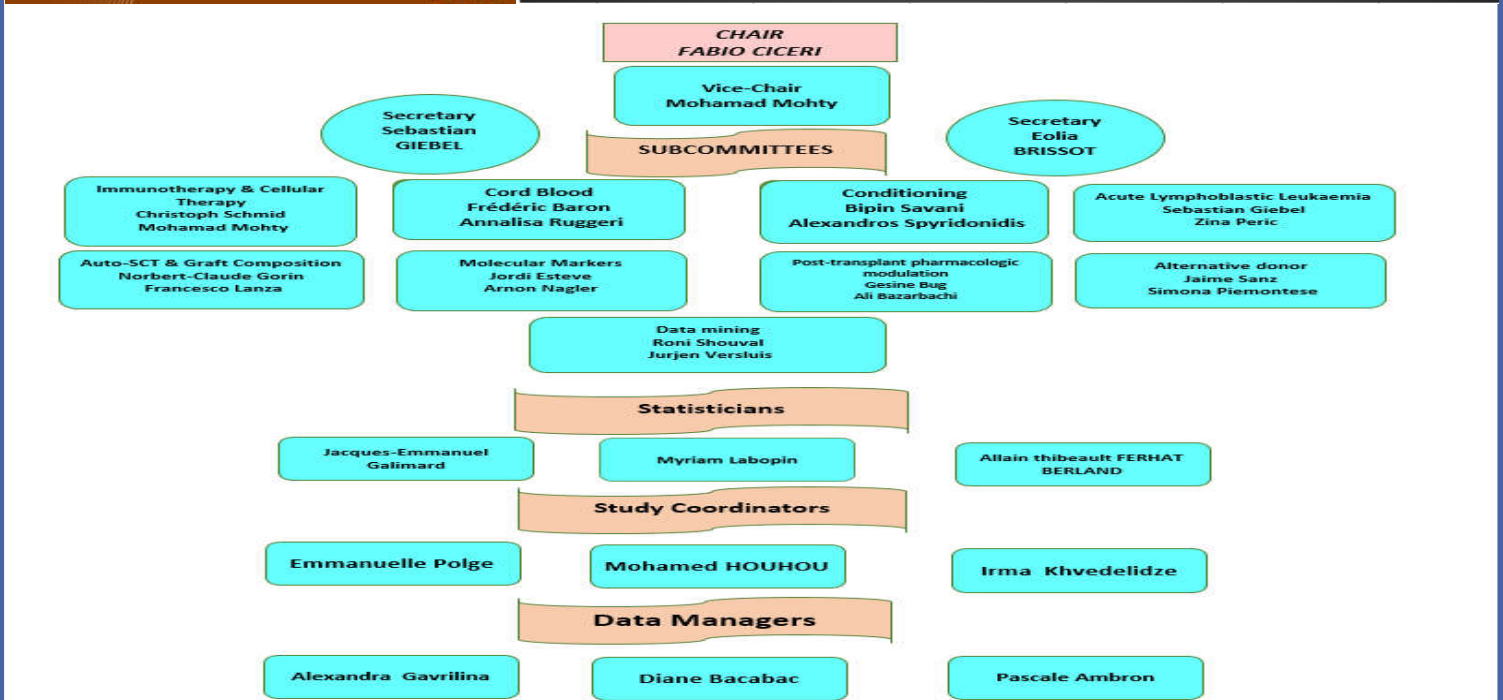 CHAIR
FABIO CICERI
Vice-Chair
Mohamad Mohty
Secretary
Sebastian
GIEBEL
Secretary
Eolia
BRISSOT
SUBCOMMITTEES
Immunotherapy & Cellular
Therapy
Christoph Schmid
Mohamad Mohty
Cord Blood
Frédéric Baron
Annalisa Ruggeri
Conditioning
Bipin Savani
Alexandros Spyridonidis
Acute Lymphoblastic Leukaemia
Sebastian Giebel
Zina Peric
Auto-SCT & Graft Composition
Norbert-Claude Gorin
Francesco Lanza
Molecular Markers
Jordi Esteve
Arnon Nagler
Post-transplant pharmacologic
modulation
Gesine Bug
Ali Bazarbachi
Alternative donor
Jaime Sanz
Simona Piemontese
Data mining
Roni Shouval
Jurjen Versluis
Statisticians
Jacques-Emmanuel
Galimard
Myriam Labopin
Allain thibeault FERHAT
BERLAND
Study Coordinators
Emmanuelle Polge
Mohamed HOUHOU
Irma Khvedelidze
Data Managers
Alexandra Gavrilina
Diane Bacabac
Pascale Ambron